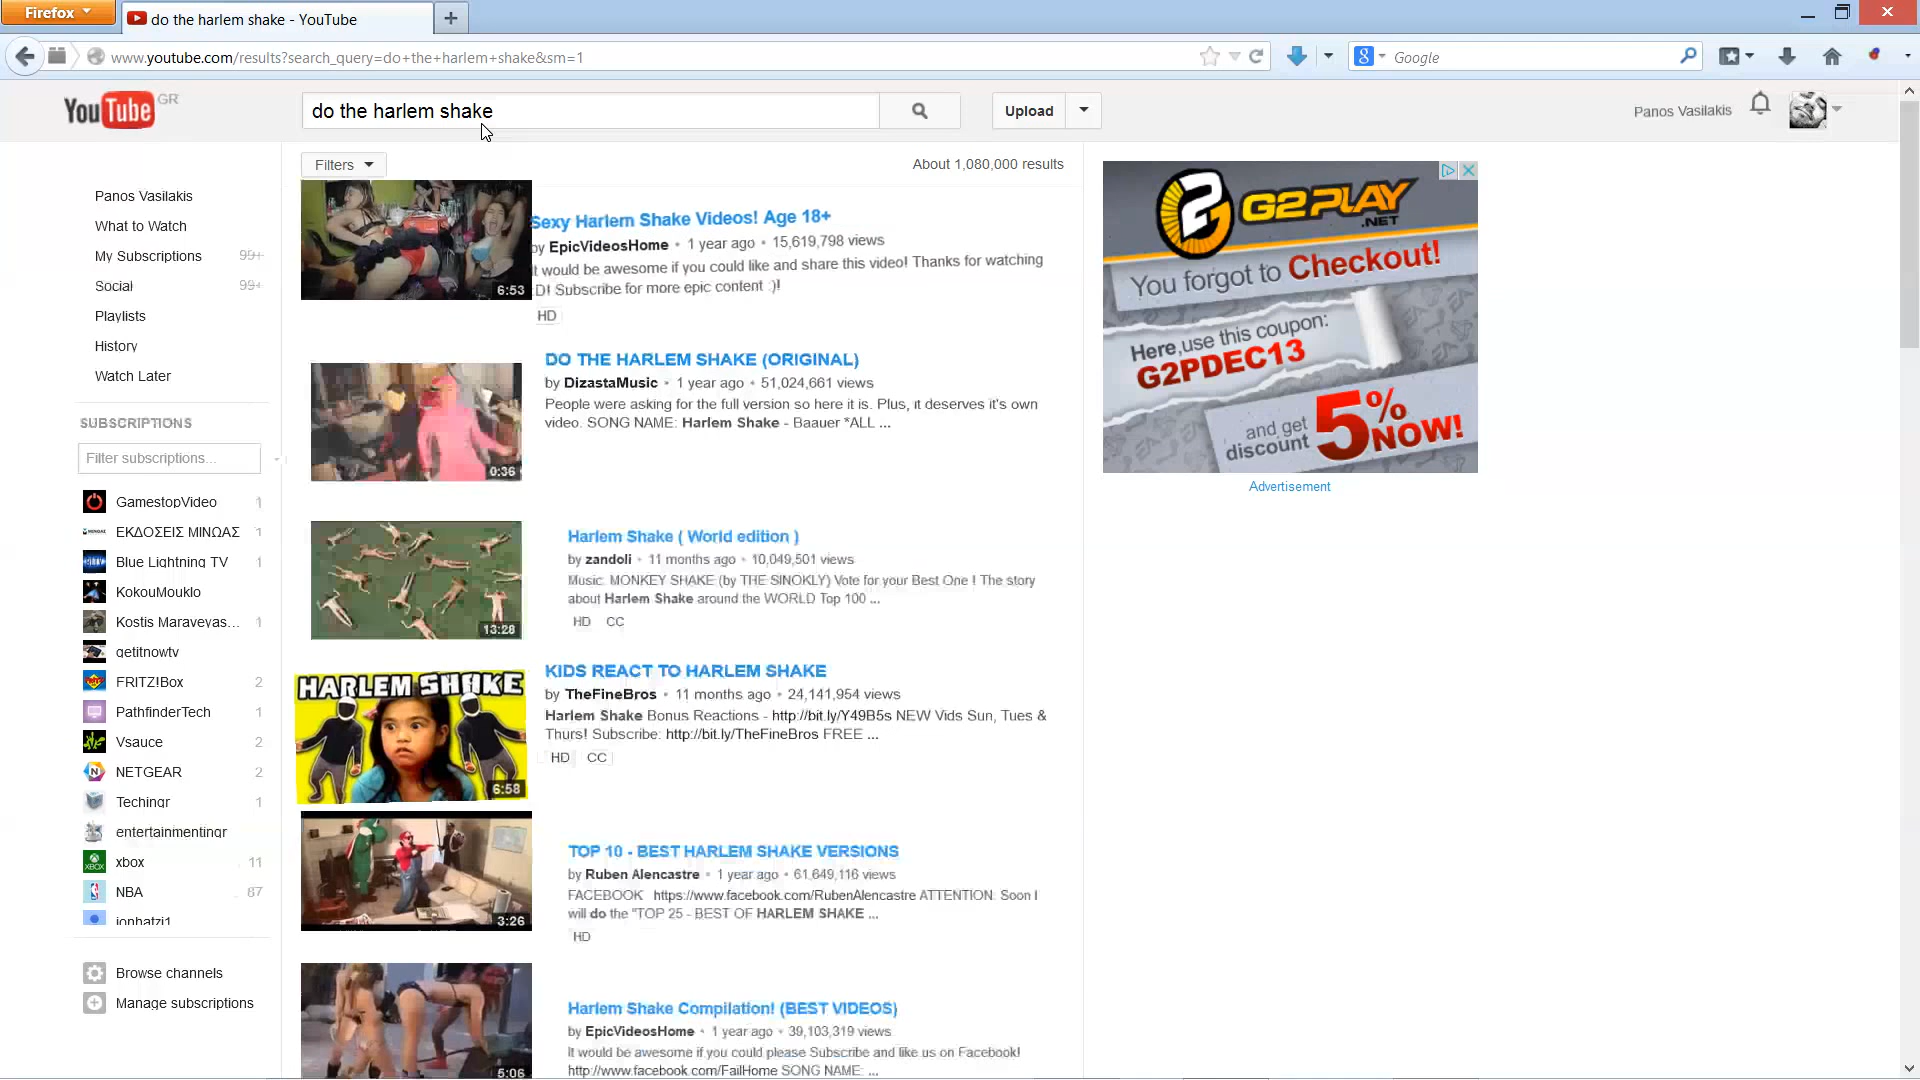 Firefox
do the harlem shake - YouTube
www.youtube.com/results?search_query=do+the+harlem+shake&sm=1
Google
YouTube GR
do the harlem shake
Upload
Panos Vasilakis
Filters
About 1,080,000 results
Panos Vasilakis
What to Watch
My Subscriptions 99+
Social 99+
Playlists
History
Watch Later
SUBSCRIPTIONS
Filter subscriptions...
GamestopVideo 1
ΕΚΔΟΣΕΙΣ ΜΙΝΩΑΣ 1
Blue Lightning TV 1
KokouMouklo
Kostis Maraveyas... 1
getitnowtv
FRITZ!Box 2
PathfinderTech 1
Vsauce 2
NETGEAR 2
Techingr 1
entertainmentingr
xbox 11
NBA 87
jonhatzi1
Browse channels
Manage subscriptions
6:53
Sexy Harlem Shake Videos! Age 18+
by EpicVideosHome • 1 year ago • 15,619,798 views
It would be awesome if you could like and share this video! Thanks for watching
:D! Subscribe for more epic content :)!
HD
0:36
DO THE HARLEM SHAKE (ORIGINAL)
by DizastaMusic • 1 year ago • 51,024,661 views
People were asking for the full version so here it is. Plus, it deserves it's own
video. SONG NAME: Harlem Shake - Baauer *ALL ...
13:28
Harlem Shake ( World edition )
by zandoli • 11 months ago • 10,049,501 views
Music: MONKEY SHAKE (by THE SINOKLY) Vote for your Best One ! The story
about Harlem Shake around the WORLD Top 100 ...
HD CC
HARLEM SHAKE
6:58
KIDS REACT TO HARLEM SHAKE
by TheFineBros • 11 months ago • 24,141,954 views
Harlem Shake Bonus Reactions - http://bit.ly/Y49B5s NEW Vids Sun, Tues &
Thurs! Subscribe: http://bit.ly/TheFineBros FREE ...
HD CC
3:26
TOP 10 - BEST HARLEM SHAKE VERSIONS
by Ruben Alencastre • 1 year ago • 61,649,116 views
FACEBOOK https://www.facebook.com/RubenAlencastre ATTENTION: Soon I
will do the "TOP 25 - BEST OF HARLEM SHAKE ...
HD
5:06
Harlem Shake Compilation! (BEST VIDEOS)
by EpicVideosHome • 1 year ago • 39,103,319 views
It would be awesome if you could please Subscribe and like us on Facebook!
http://www.facebook.com/FailHome SONG NAME: ...
2 G2PLAY
.NET
You forgot to Checkout!
Here, use this coupon:
G2PDEC13
and get
discount 5% NOW!
Advertisement